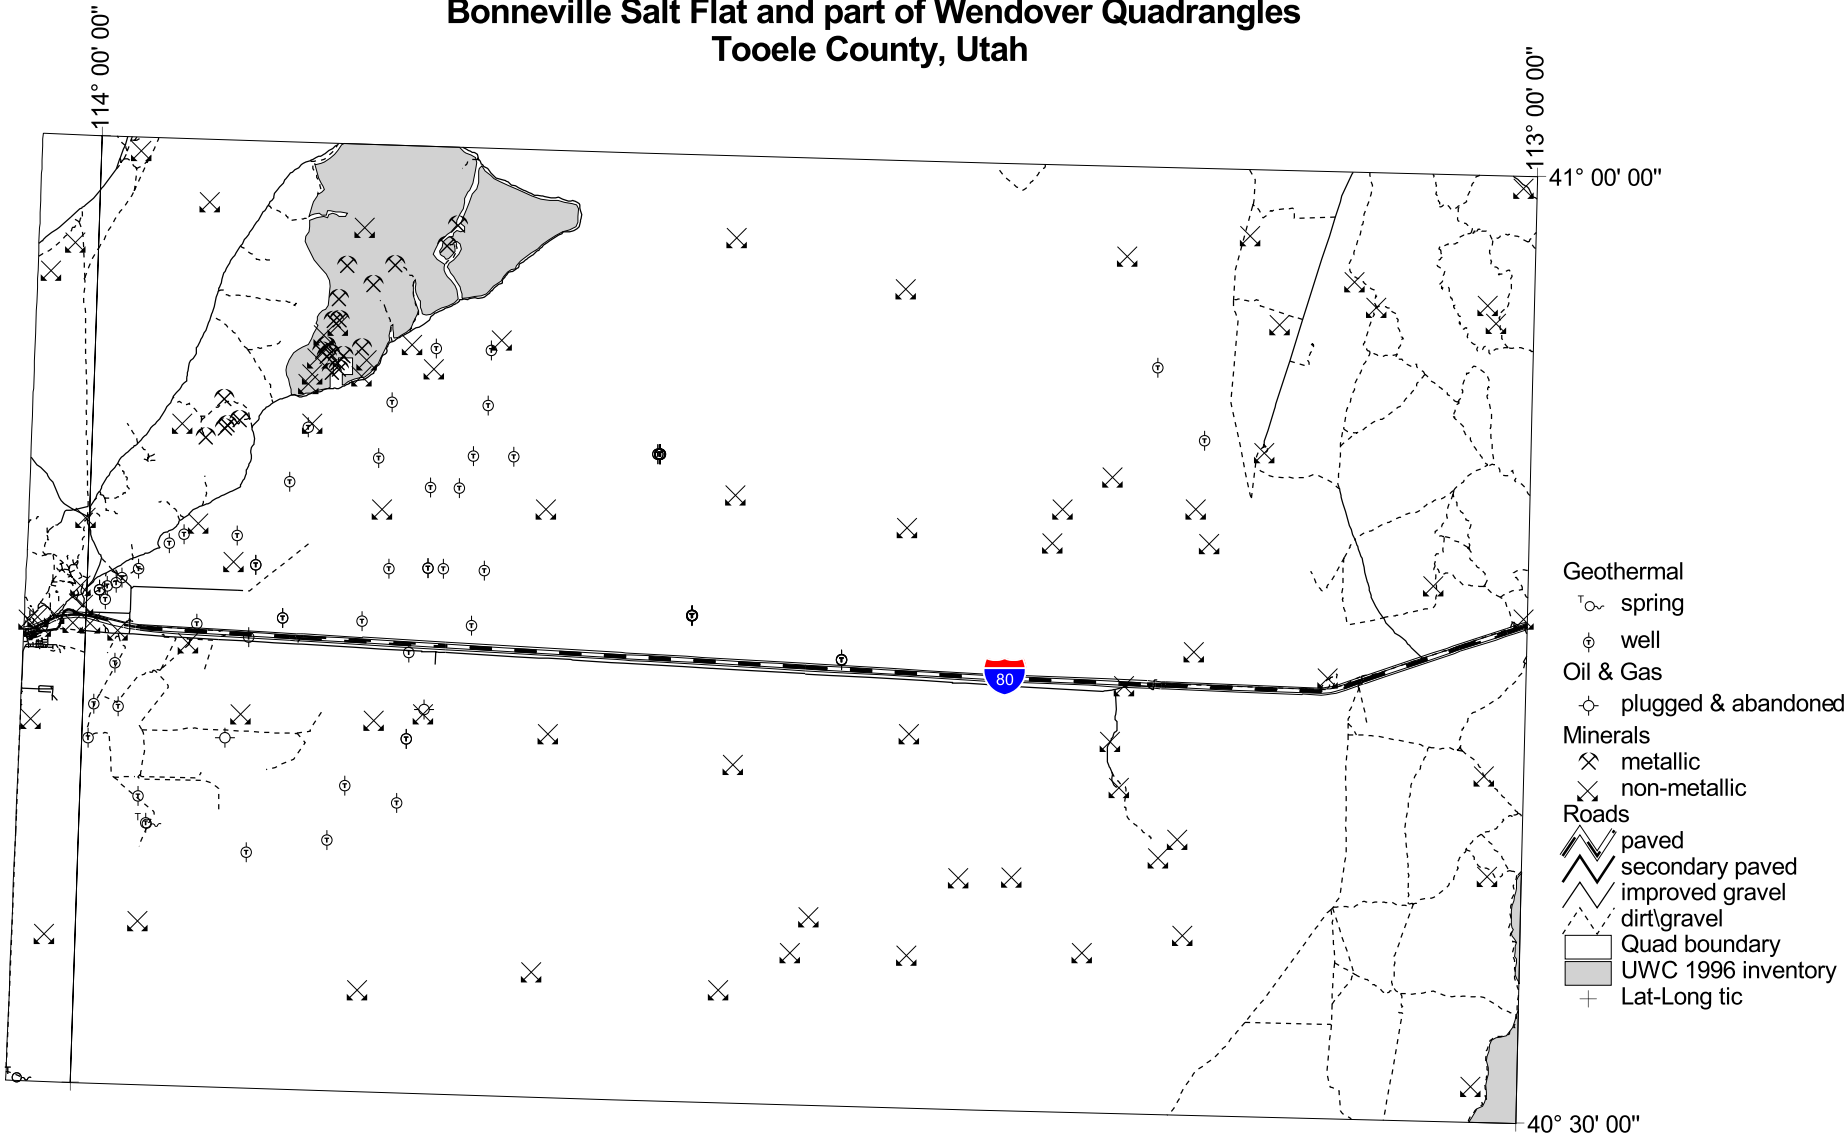 Bonneville Salt Flat and part of Wendover Quadrangles
Tooele County, Utah
114° 00' 00"
113° 00' 00"
41° 00' 00"
80
Geothermal
T spring
T well
Oil & Gas
plugged & abandoned
Minerals
metallic
non-metallic
Roads
paved
secondary paved
improved gravel
dirt\gravel
Quad boundary
UWC 1996 inventory
Lat-Long tic
40° 30' 00"